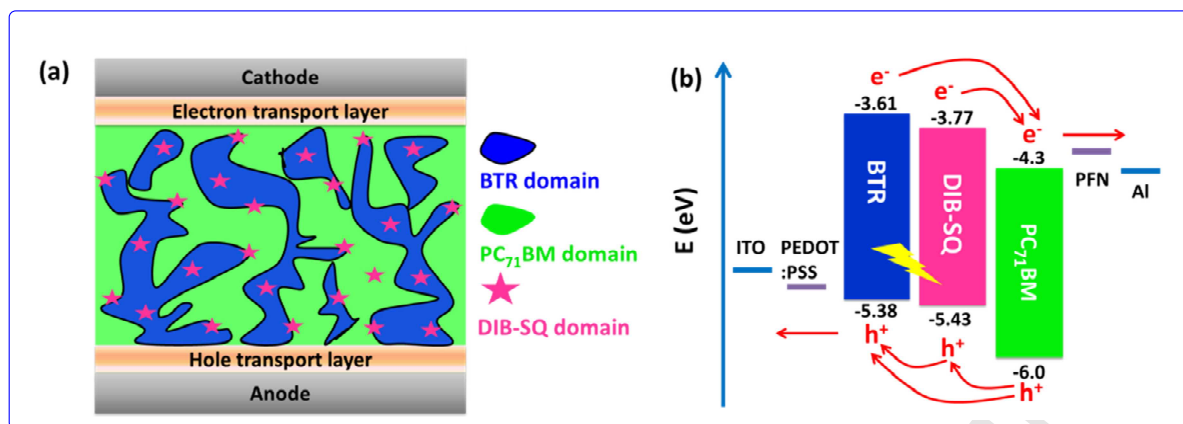 (a)
Cathode
Electron transport layer
Hole transport layer
Anode
BTR domain
PC₇₁BM domain
DIB-SQ domain
(b)
E (eV)
ITO
PEDOT
:PSS
e⁻
e⁻
e⁻
-3.61
-3.77
-4.3
BTR
DIB-SQ
PC₇₁BM
PFN
Al
-5.38
-5.43
-6.0
h⁺
h⁺
h⁺